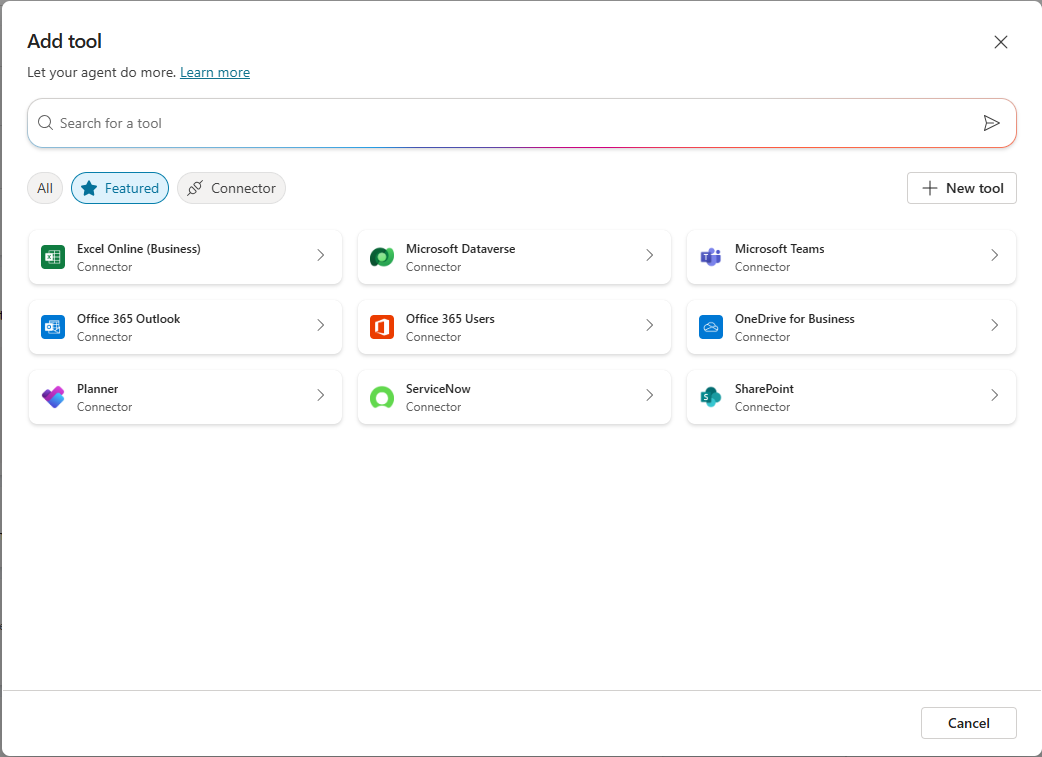 Add tool
Let your agent do more. Learn more
Search for a tool
All
Featured
Connector
New tool
Excel Online (Business)
Connector
Microsoft Dataverse
Connector
Microsoft Teams
Connector
Office 365 Outlook
Connector
Office 365 Users
Connector
OneDrive for Business
Connector
Planner
Connector
ServiceNow
Connector
SharePoint
Connector
Cancel